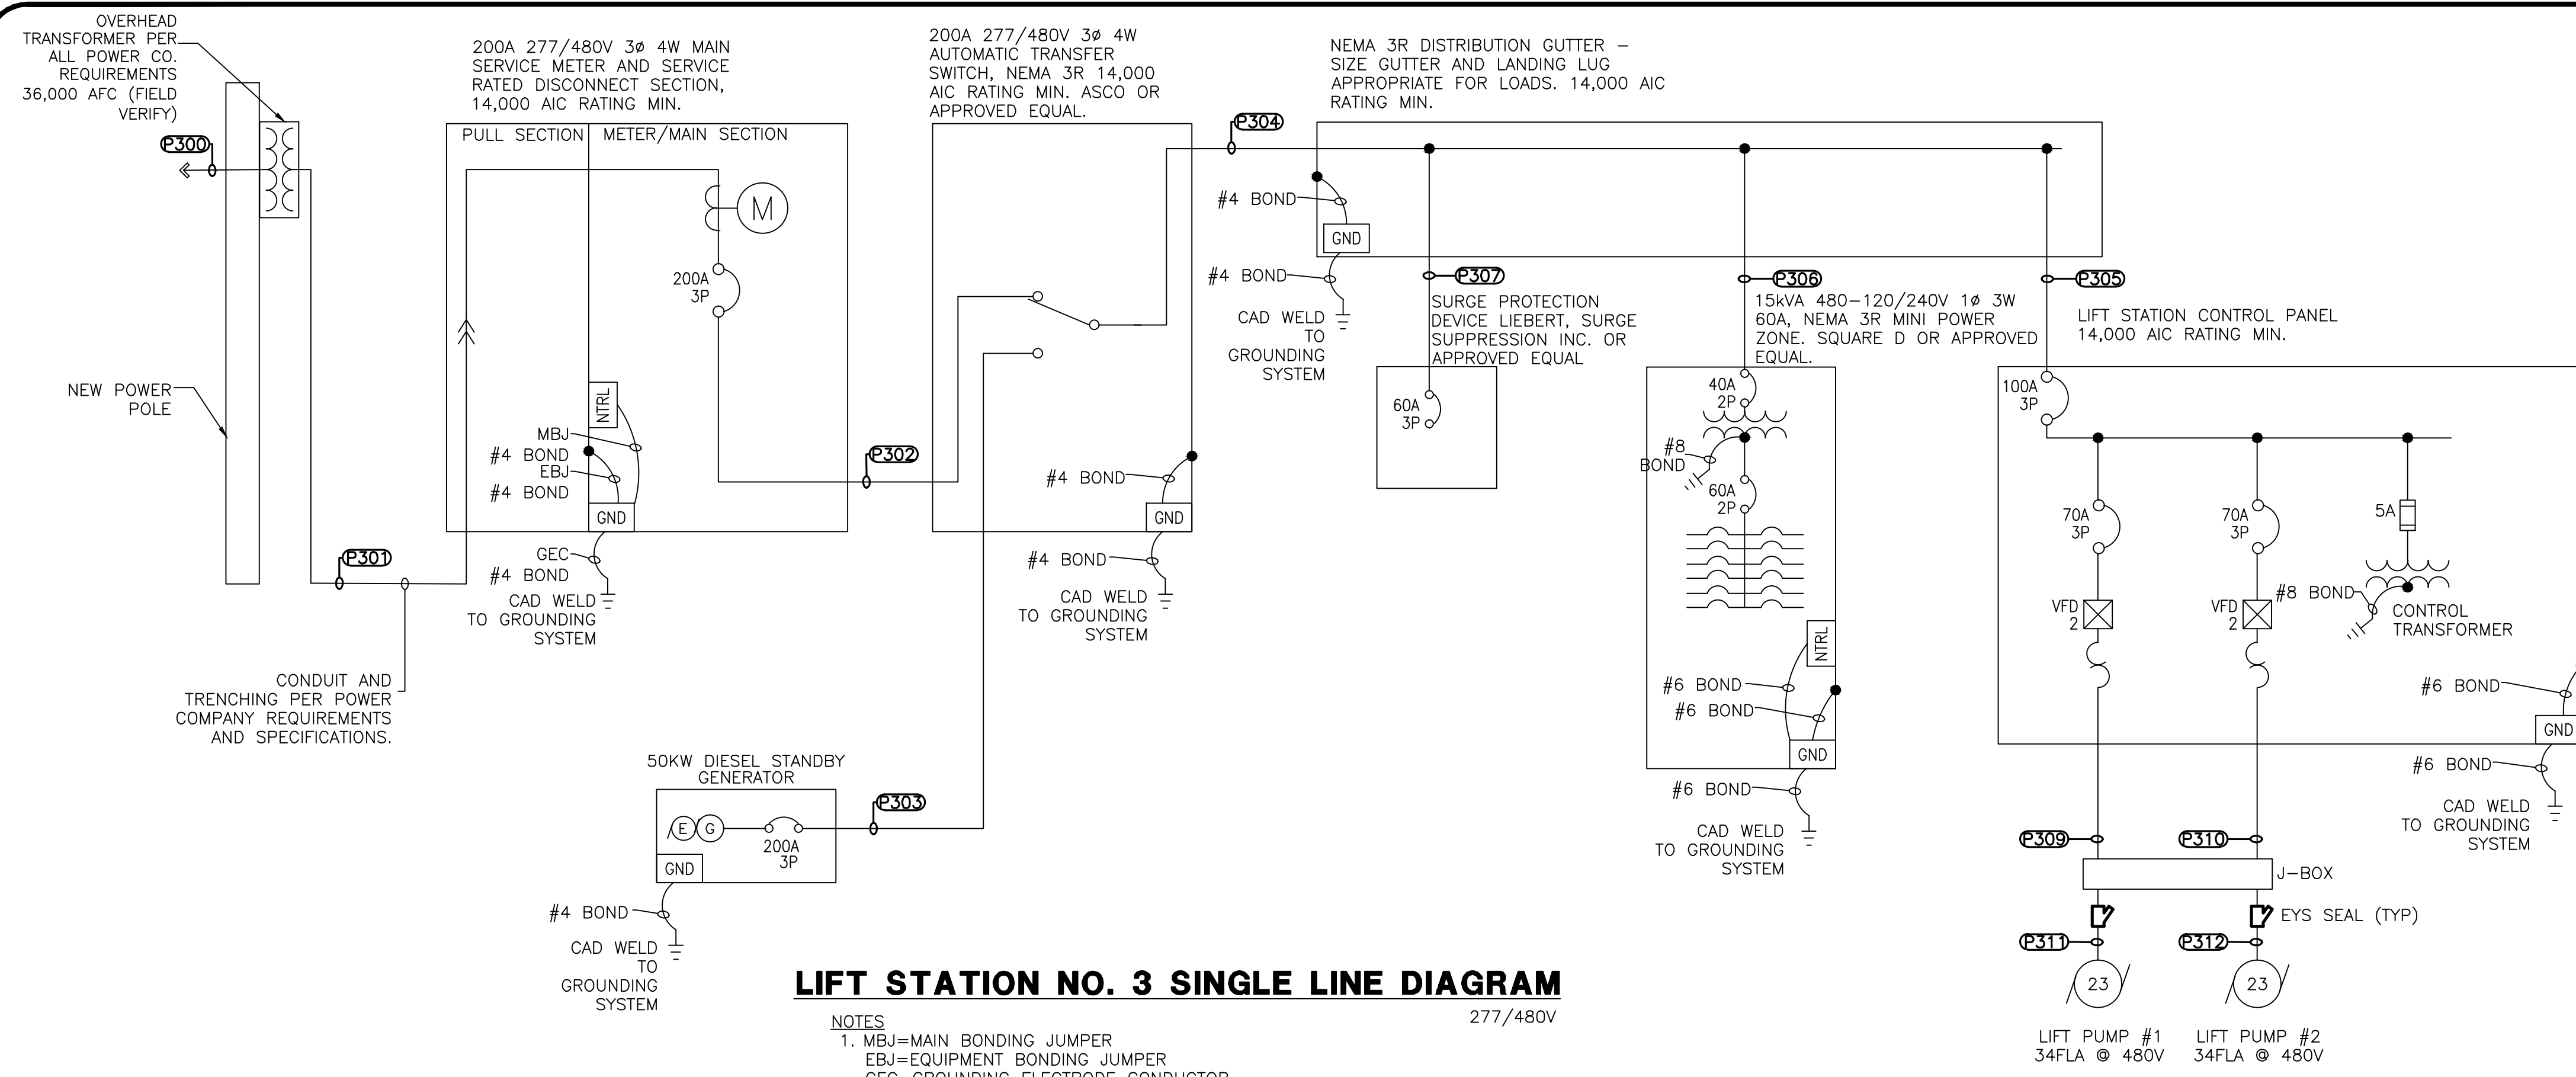 OVERHEAD
TRANSFORMER PER
ALL POWER CO.
REQUIREMENTS
36,000 AFC (FIELD
VERIFY)
P300
NEW POWER
POLE
P301
CONDUIT AND
TRENCHING PER POWER
COMPANY REQUIREMENTS
AND SPECIFICATIONS.
200A 277/480V 3ø 4W MAIN
SERVICE METER AND SERVICE
RATED DISCONNECT SECTION,
14,000 AIC RATING MIN.
PULL SECTION
METER/MAIN SECTION
M
200A
3P
NTRL
MBJ
#4 BOND
EBJ
#4 BOND
GND
GEC
#4 BOND
CAD WELD
TO GROUNDING
SYSTEM
P302
200A 277/480V 3ø 4W
AUTOMATIC TRANSFER
SWITCH, NEMA 3R 14,000
AIC RATING MIN. ASCO OR
APPROVED EQUAL.
#4 BOND
GND
#4 BOND
CAD WELD
TO GROUNDING
SYSTEM
50KW DIESEL STANDBY
GENERATOR
E
G
200A
3P
GND
P303
#4 BOND
CAD WELD
TO
GROUNDING
SYSTEM
P304
NEMA 3R DISTRIBUTION GUTTER –
SIZE GUTTER AND LANDING LUG
APPROPRIATE FOR LOADS. 14,000 AIC
RATING MIN.
#4 BOND
GND
#4 BOND
CAD WELD
TO
GROUNDING
SYSTEM
P307
SURGE PROTECTION
DEVICE LIEBERT, SURGE
SUPPRESSION INC. OR
APPROVED EQUAL
60A
3P
P306
15kVA 480–120/240V 1ø 3W
60A, NEMA 3R MINI POWER
ZONE. SQUARE D OR APPROVED
EQUAL.
40A
2P
#8
BOND
60A
2P
NTRL
#6 BOND
#6 BOND
GND
#6 BOND
CAD WELD
TO GROUNDING
SYSTEM
P305
LIFT STATION CONTROL PANEL
14,000 AIC RATING MIN.
100A
3P
70A
3P
70A
3P
5A
VFD
2
VFD
2
#8 BOND
CONTROL
TRANSFORMER
#6 BOND
GND
#6 BOND
CAD WELD
TO GROUNDING
SYSTEM
P309
P310
J–BOX
EYS SEAL (TYP)
P311
P312
23
23
LIFT PUMP #1
34FLA @ 480V
LIFT PUMP #2
34FLA @ 480V
LIFT STATION NO. 3 SINGLE LINE DIAGRAM
277/480V
NOTES
1. MBJ=MAIN BONDING JUMPER
EBJ=EQUIPMENT BONDING JUMPER
GEC=GROUNDING ELECTRODE CONDUCTOR